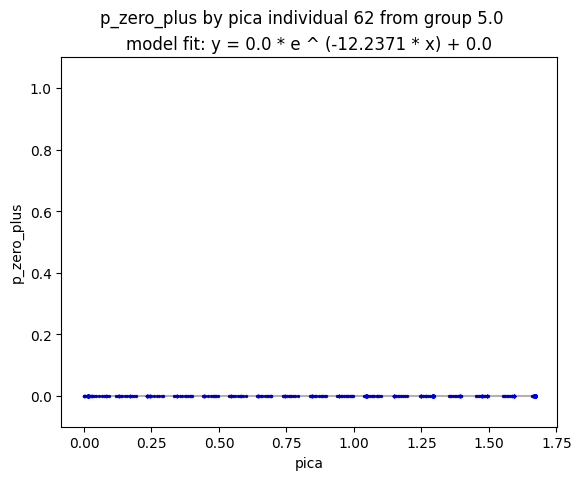 p_zero_plus by pica individual 62 from group 5.0
model fit: y = 0.0 * e ^ (-12.2371 * x) + 0.0
1.0
0.8
0.6
0.4
0.2
0.0
p_zero_plus
0.00 0.25 0.50 0.75 1.00 1.25 1.50 1.75
pica